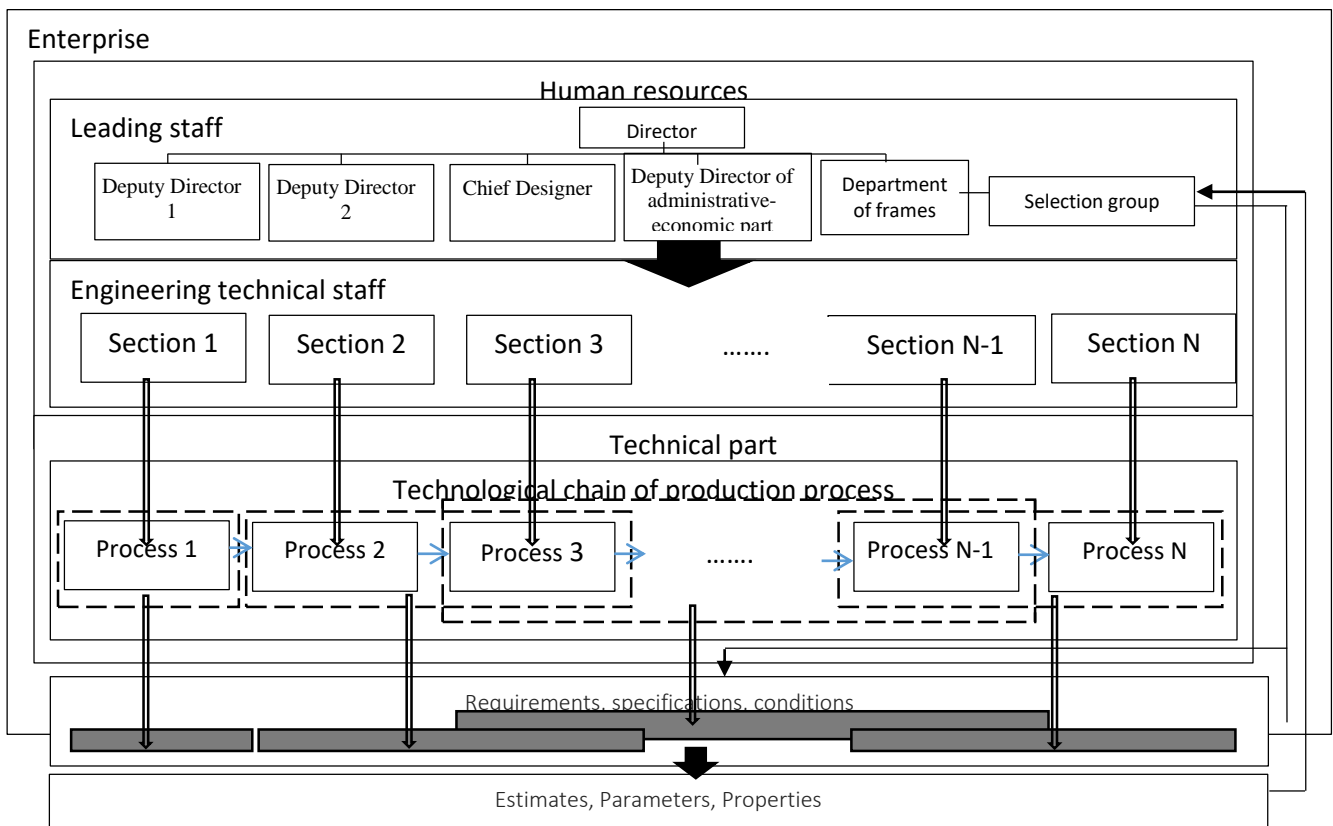 Enterprise
Human resources
Leading staff
Director
Deputy Director
1
Deputy Director
2
Chief Designer
Deputy Director of
administrative-
economic part
Department
of frames
Selection group
Engineering technical staff
Section 1
Section 2
Section 3
…….
Section N-1
Section N
Technical part
Technological chain of production process
Process 1
Process 2
Process 3
…….
Process N-1
Process N
Requirements, specifications, conditions
Estimates, Parameters, Properties